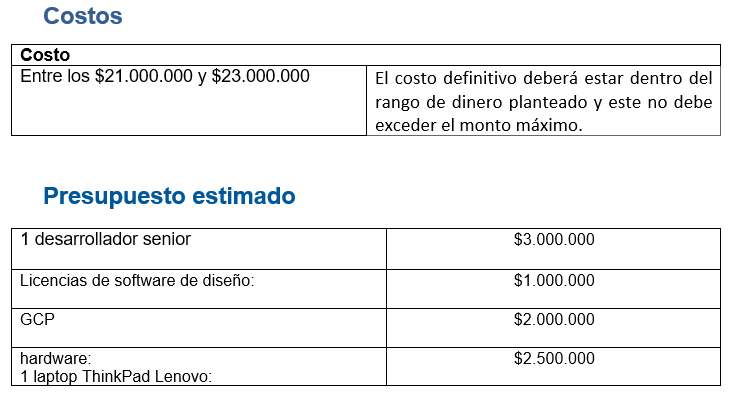 Costos
Costo
Entre los $21.000.000 y $23.000.000
El costo definitivo deberá estar dentro del
rango de dinero planteado y este no debe
exceder el monto máximo.
Presupuesto estimado
1 desarrollador senior
$3.000.000
Licencias de software de diseño:
$1.000.000
GCP
$2.000.000
hardware:
$2.500.000
1 laptop ThinkPad Lenovo: